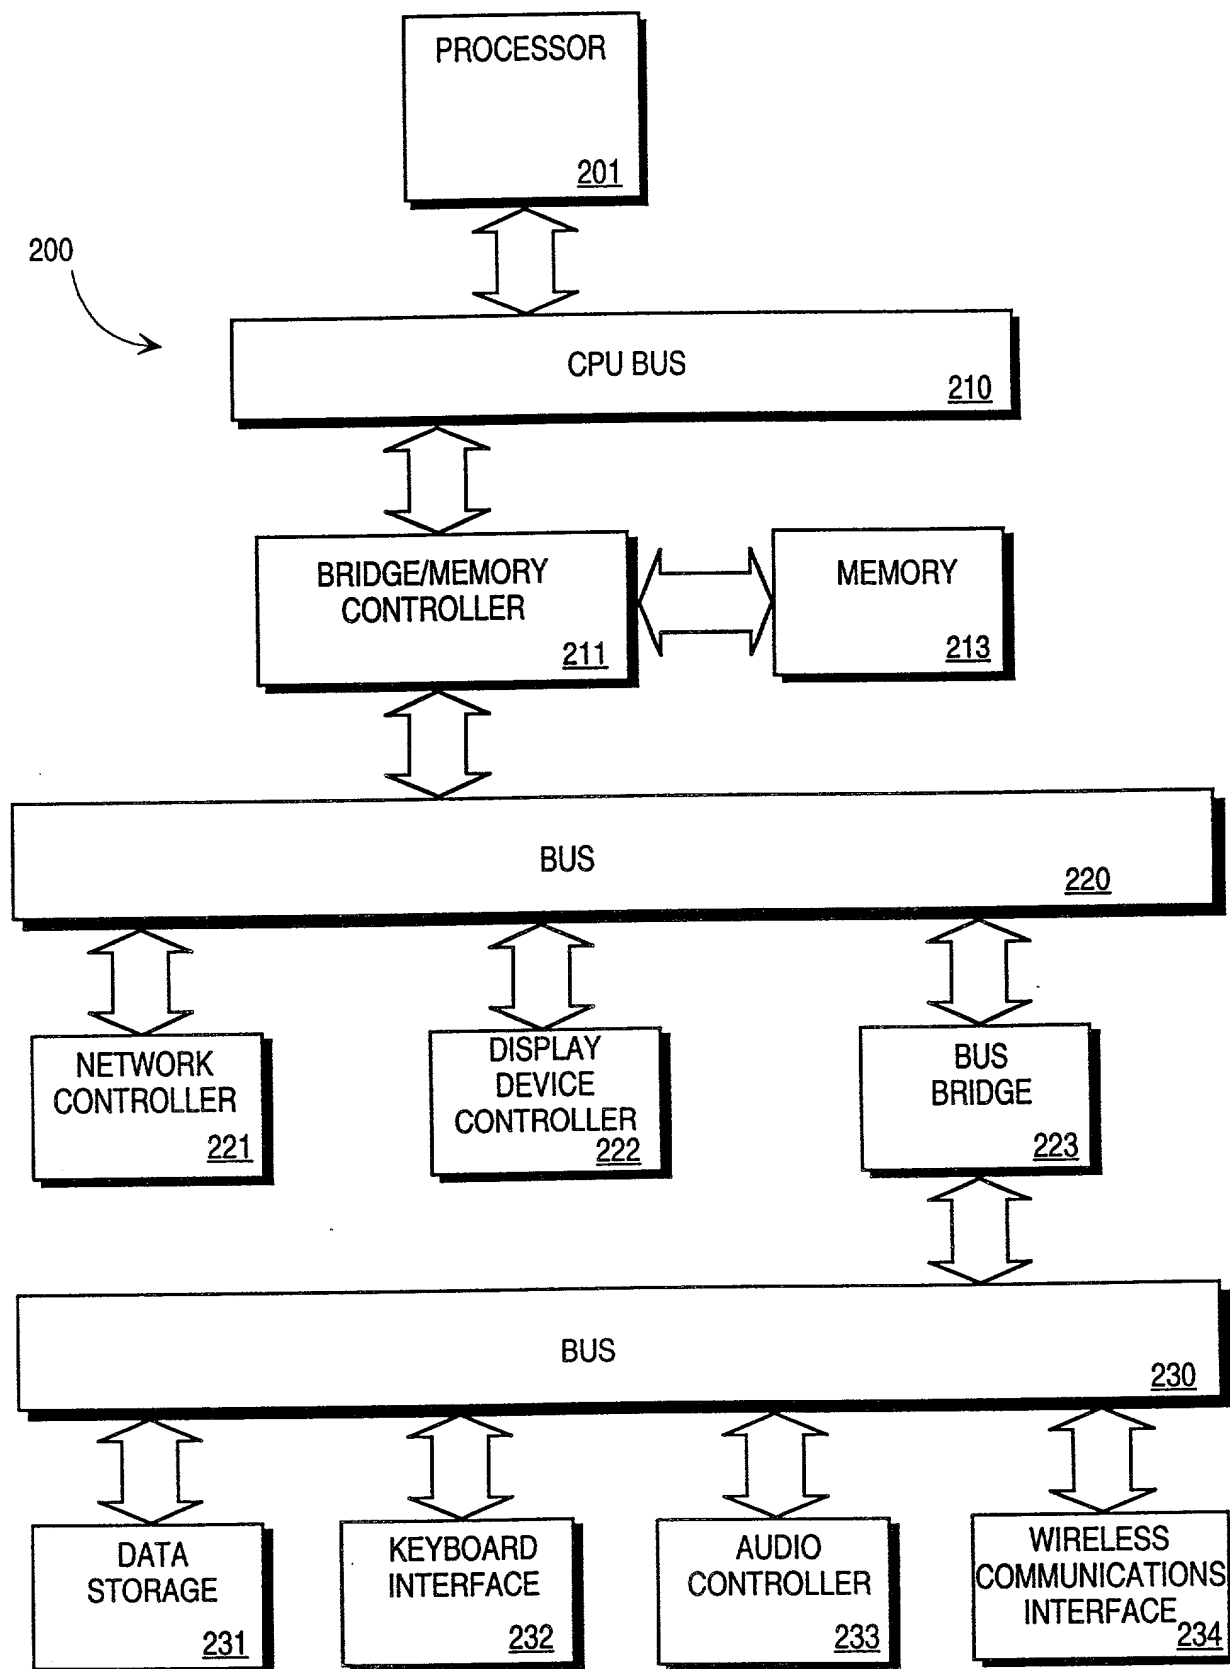 PROCESSOR
201
200
CPU BUS
210
BRIDGE/MEMORY
CONTROLLER
211
MEMORY
213
BUS
220
NETWORK
CONTROLLER
221
DISPLAY
DEVICE
CONTROLLER
222
BUS
BRIDGE
223
BUS
230
DATA
STORAGE
231
KEYBOARD
INTERFACE
232
AUDIO
CONTROLLER
233
WIRELESS
COMMUNICATIONS
INTERFACE
234